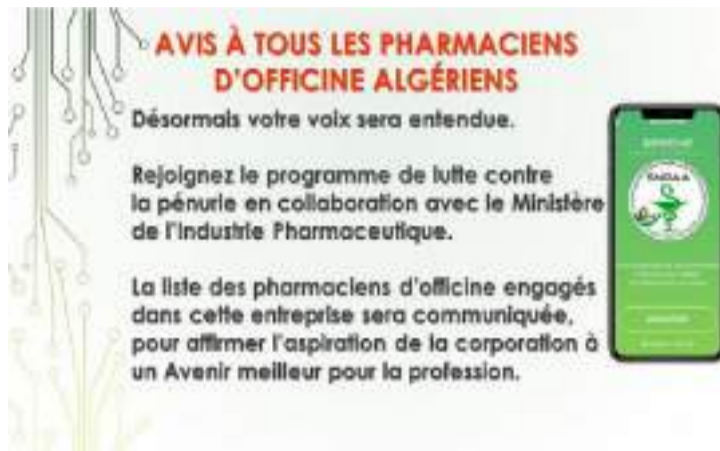 AVIS À TOUS LES PHARMACIENS
D'OFFICINE ALGÉRIENS
Désormais votre voix sera entendue.
Rejoignez le programme de lutte contre
la pénurie en collaboration avec le Ministère
de l'Industrie Pharmaceutique.
La liste des pharmaciens d'officine engagés
dans cette entreprise sera communiquée,
pour affirmer l'aspiration de la corporation à
un Avenir meilleur pour la profession.